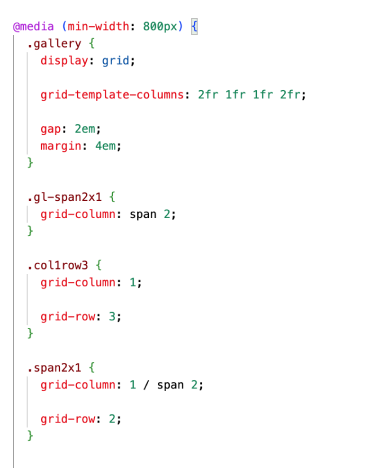 @media (min-width: 800px) {
.gallery {
display: grid;
grid-template-columns: 2fr 1fr 1fr 2fr;
gap: 2em;
margin: 4em;
}
.gl-span2x1 {
grid-column: span 2;
}
.col1row3 {
grid-column: 1;
grid-row: 3;
}
.span2x1 {
grid-column: 1 / span 2;
grid-row: 2;
}